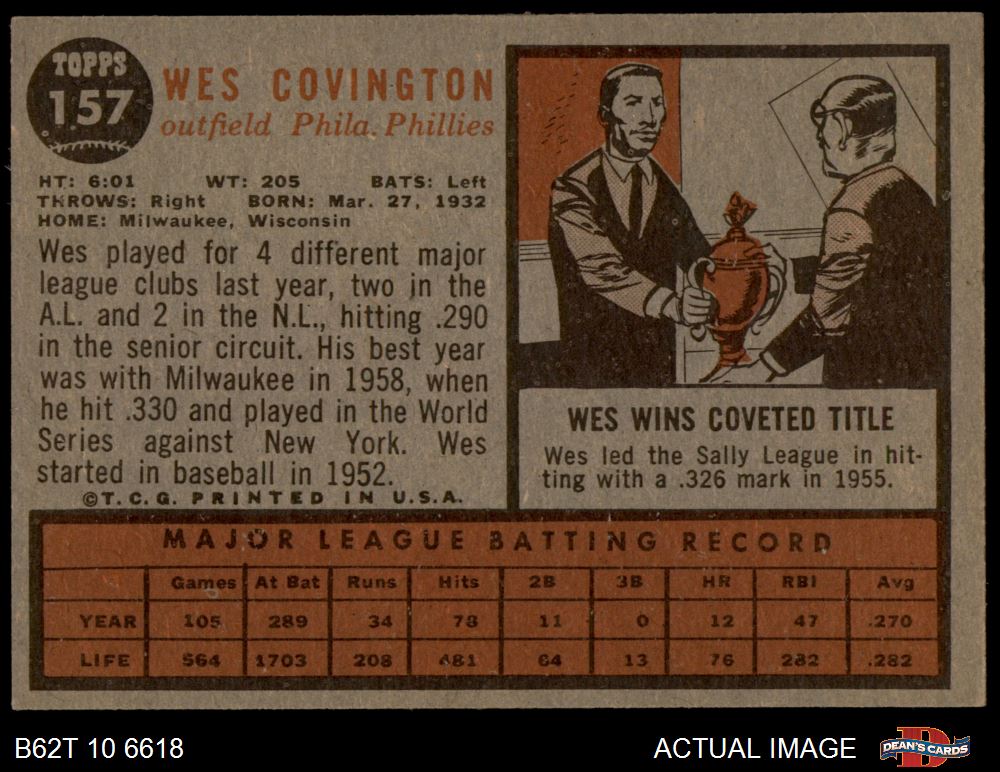 TOPPS
157
WES COVINGTON
outfield Phila. Phillies
HT: 6:01 WT: 205 BATS: Left
THROWS: Right BORN: Mar. 27, 1932
HOME: Milwaukee, Wisconsin
Wes played for 4 different major
league clubs last year, two in the
A.L. and 2 in the N.L., hitting .290
in the senior circuit. His best year
was with Milwaukee in 1958, when
he hit .330 and played in the World
Series against New York. Wes
started in baseball in 1952.
©T.C.G. PRINTED IN U.S.A.
WES WINS COVETED TITLE
Wes led the Sally League in hit-
ting with a .326 mark in 1955.
MAJOR LEAGUE BATTING RECORD
Games At Bat Runs Hits 2B 3B HR RBI Avg
YEAR 105 289 34 78 11 0 12 47 .270
LIFE 564 1703 208 481 64 13 76 282 .282
B62T 10 6618
ACTUAL IMAGE
D
DEAN'S CARDS